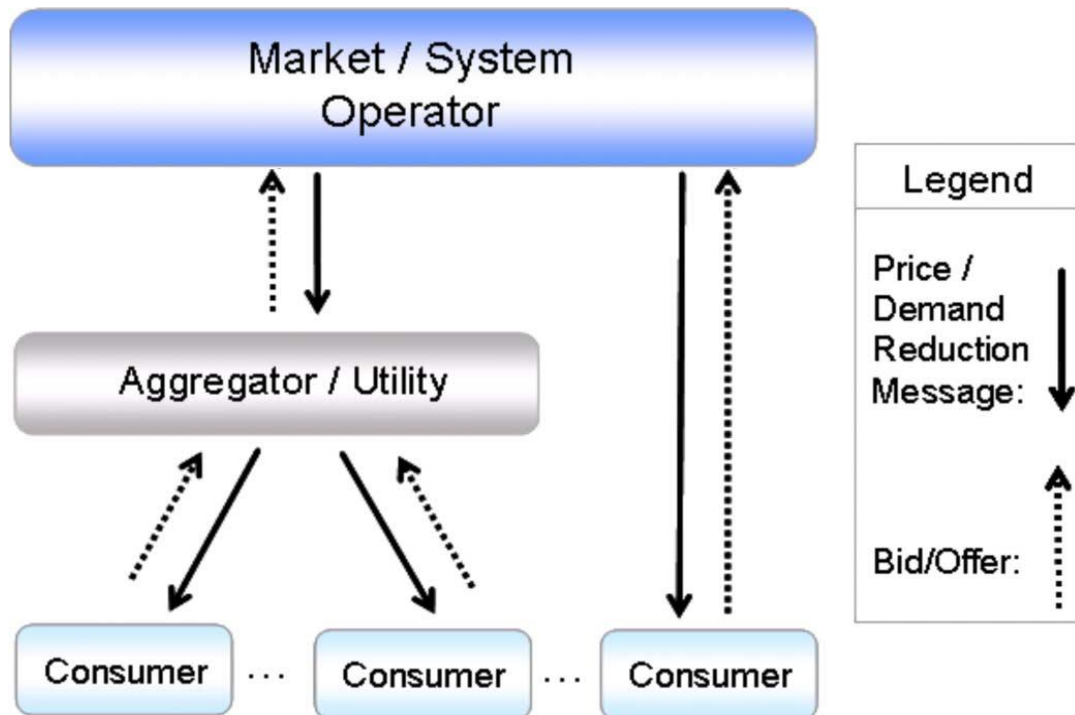 Market / System
Operator
Aggregator / Utility
Consumer ... Consumer ... Consumer
Legend
Price /
Demand
Reduction
Message:
Bid/Offer: